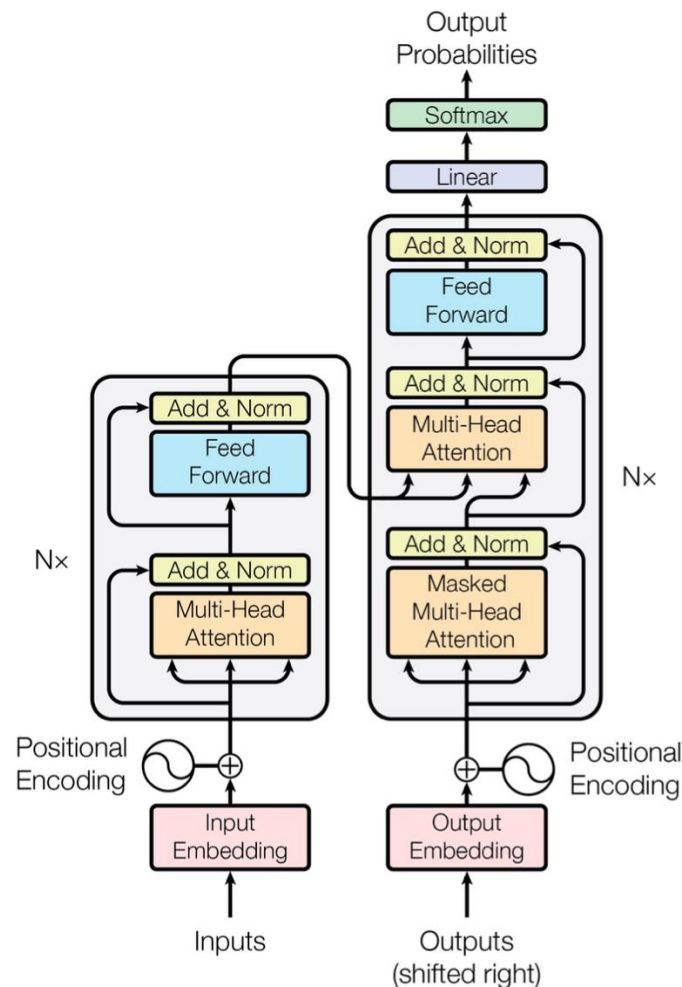 Output
Probabilities
Softmax
Linear
Add & Norm
Feed
Forward
Add & Norm
Multi-Head
Attention
Add & Norm
Masked
Multi-Head
Attention
Nx
Add & Norm
Feed
Forward
Add & Norm
Multi-Head
Attention
Nx
Positional
Encoding
Positional
Encoding
Input
Embedding
Output
Embedding
Inputs
Outputs
(shifted right)